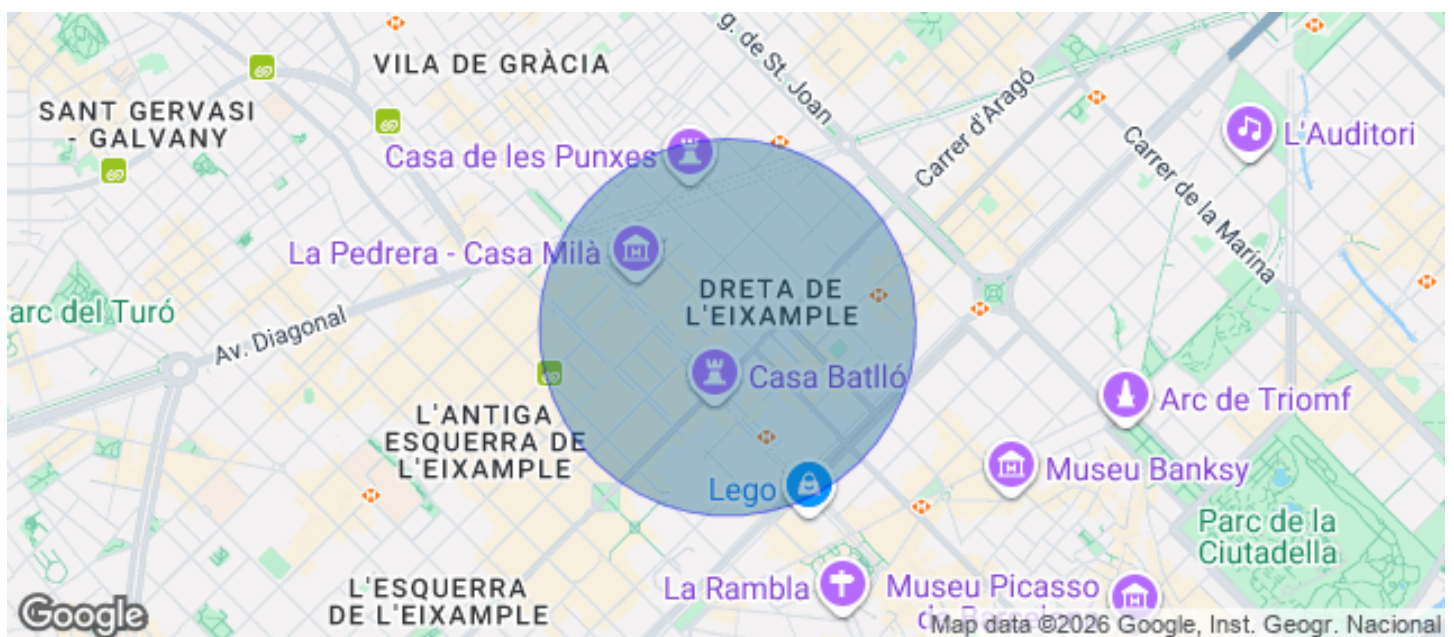 VILA DE GRÀCIA
g. de St. Joan
Carrer d'Aragó
SANT GERVASI
- GALVANY
L'Auditori
Casa de les Punxes
Carrer de la Marina
La Pedrera - Casa Milà
DRETA DE
L'EIXAMPLE
arc del Turó
Av. Diagonal
Casa Batlló
L'ANTIGA
ESQUERRA DE
L'EIXAMPLE
Arc de Triomf
Museu Banksy
Lego
Parc de la
Ciutadella
L'ESQUERRA
DE L'EIXAMPLE
La Rambla
Museu Picasso
de Barcelona
Google
Map data ©2026 Google, Inst. Geogr. Nacional